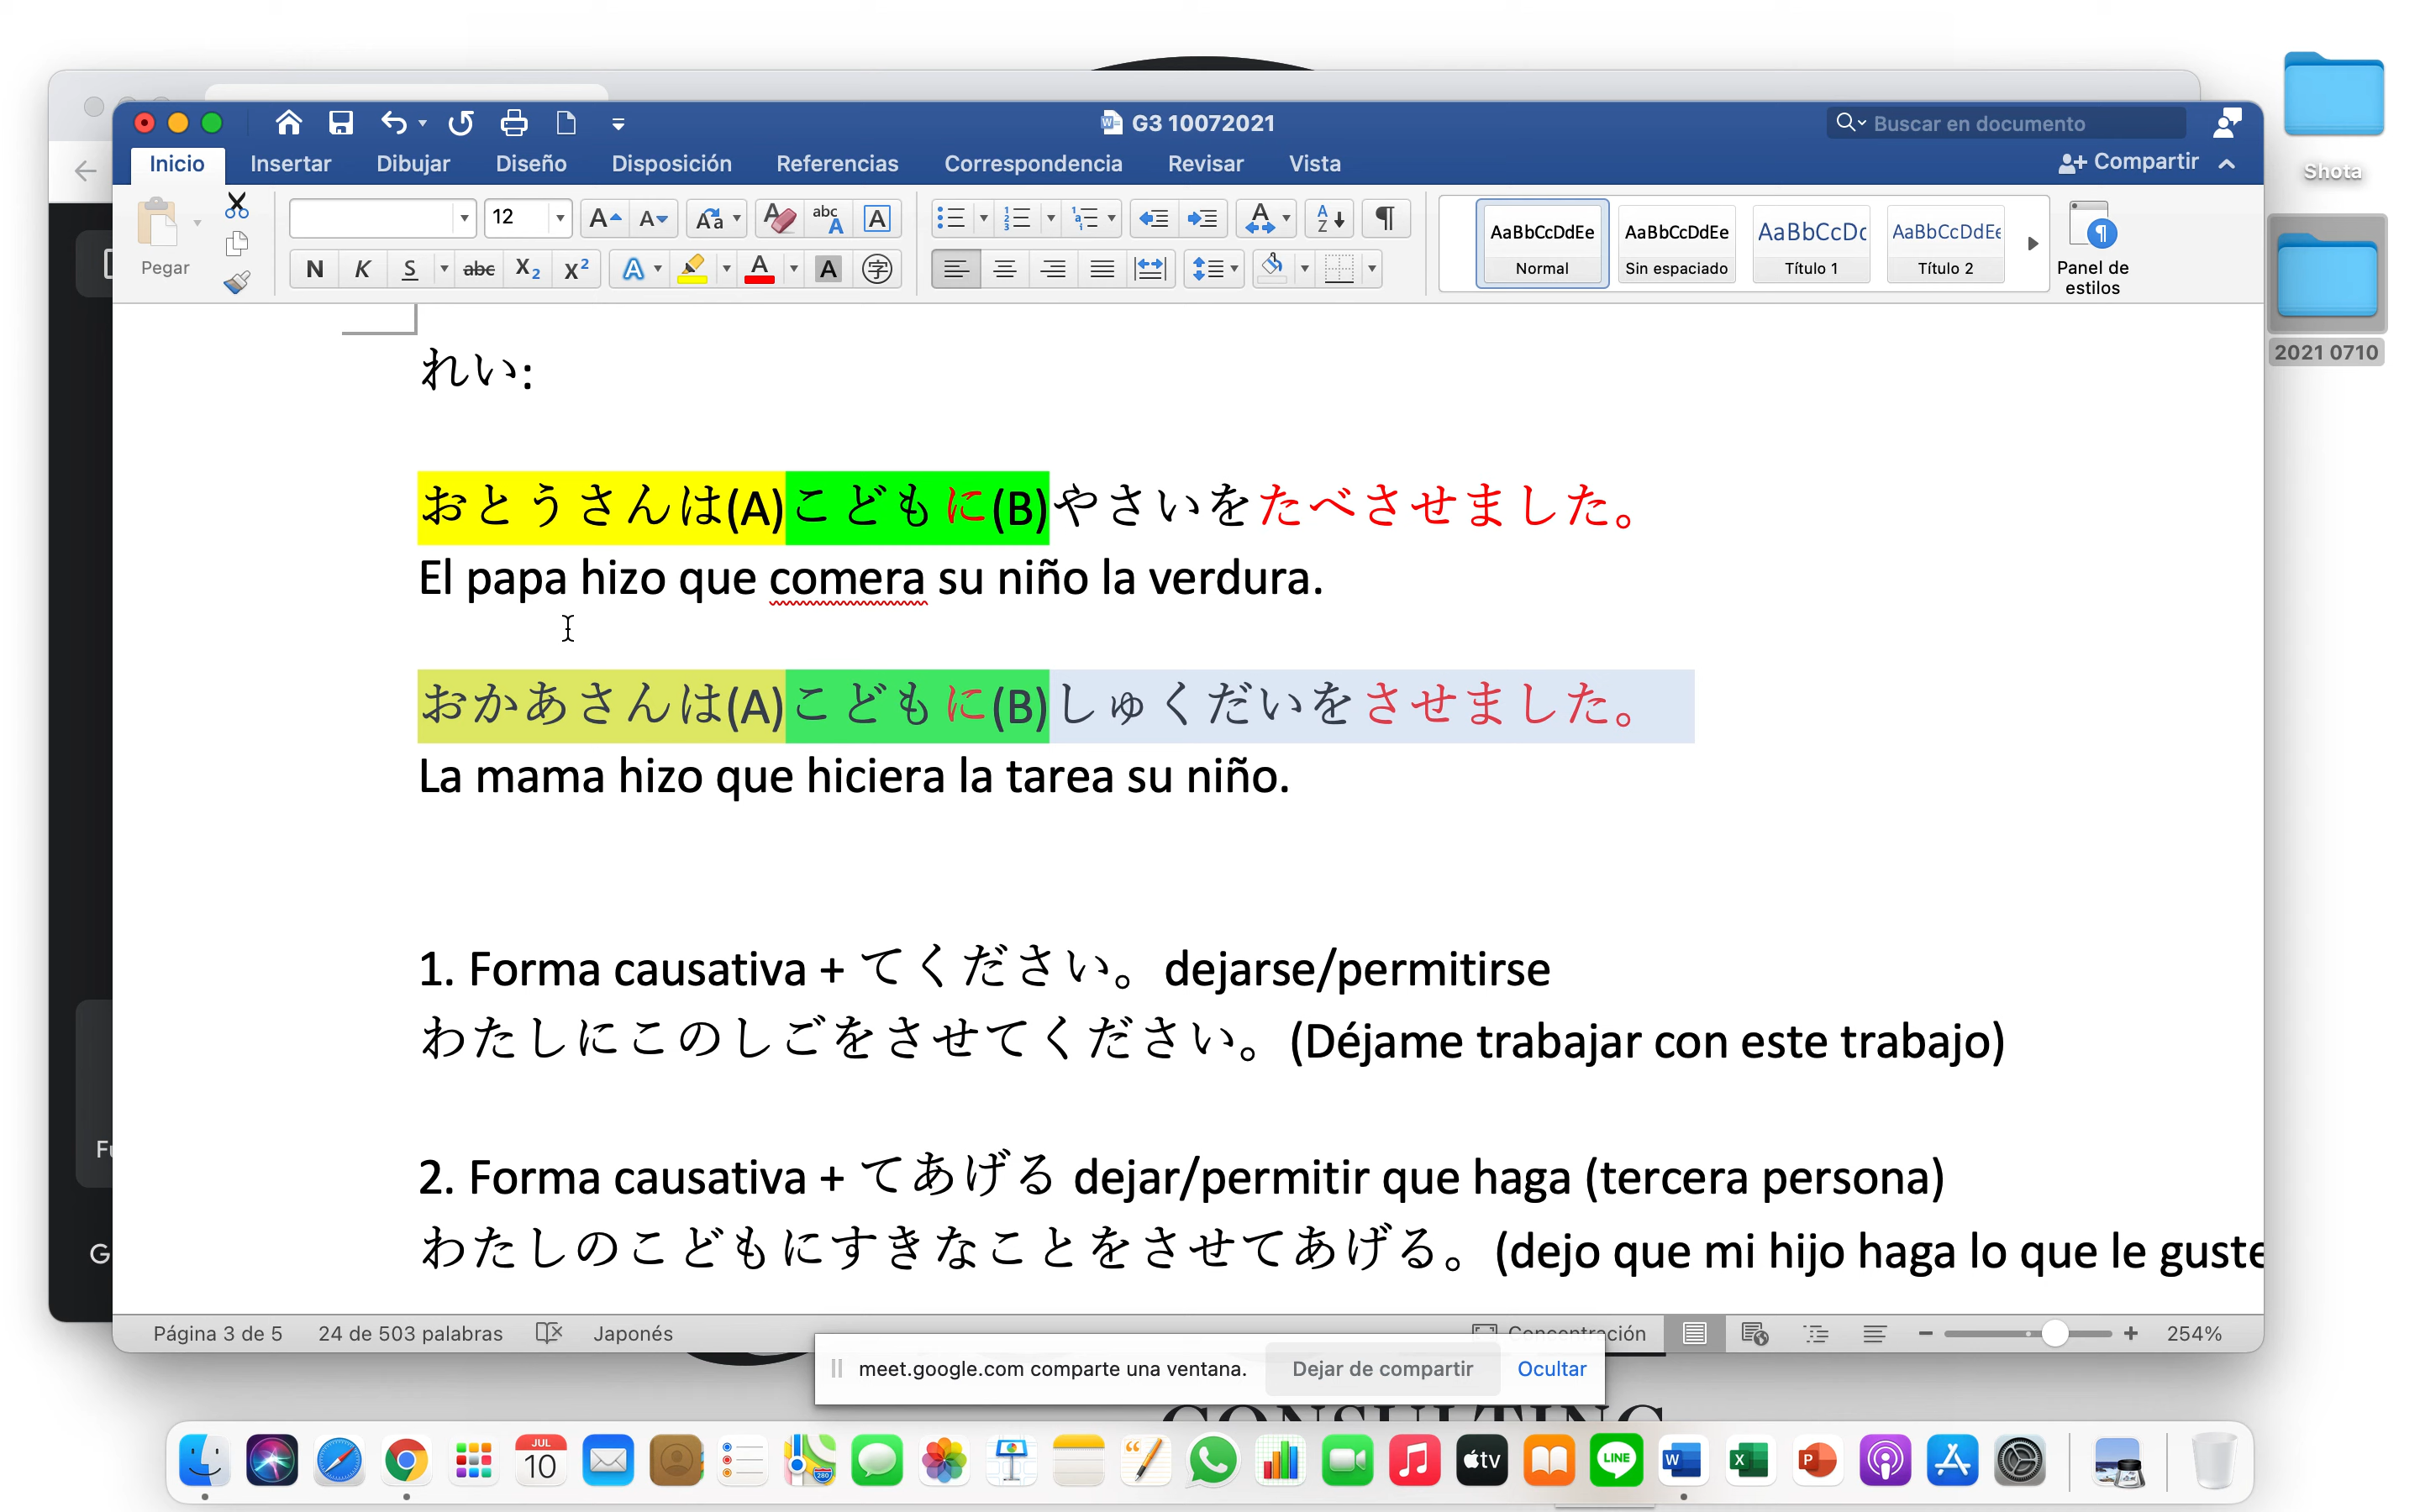 G3 10072021
Buscar en documento
Inicio
Insertar
Dibujar
Diseño
Disposición
Referencias
Correspondencia
Revisar
Vista
Compartir
Pegar
12
AaBbCcDdEe
Normal
AaBbCcDdEe
Sin espaciado
AaBbCcDc
Título 1
AaBbCcDdEe
Título 2
Panel de
estilos
Shota
2021 0710
れい:
おとうさんは(A)こどもに(B)やさいをたべさせました。
El papa hizo que comera su niño la verdura.
おかあさんは(A)こどもに(B)しゅくだいをさせました。
La mama hizo que hiciera la tarea su niño.
1. Forma causativa + てください。dejarse/permitirse
わたしにこのしごをさせてください。(Déjame trabajar con este trabajo)
2. Forma causativa + てあげる dejar/permitir que haga (tercera persona)
わたしのこどもにすきなことをさせてあげる。(dejo que mi hijo haga lo que le guste
Página 3 de 5
24 de 503 palabras
Japonés
Concentración
254%
meet.google.com comparte una ventana.
Dejar de compartir
Ocultar
CONSULTING
JUL
10
280
tv
LINE
W
X
P